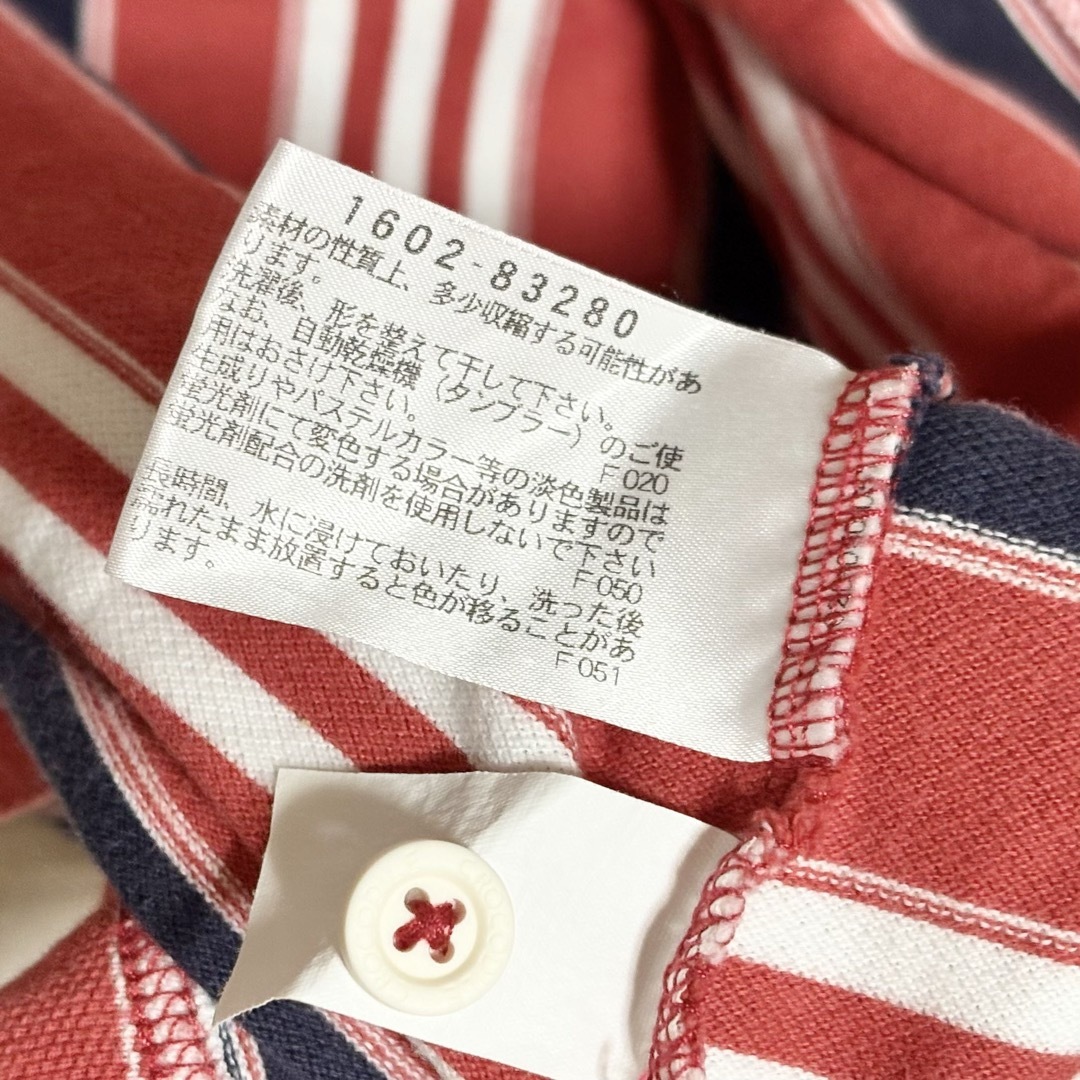 1602-83280
素材の性質上、多少収縮する可能性があ
ります。
洗濯後、形を整えて干して下さい。
なお、自動乾燥機（タンブラー）のご使
用はおさけ下さい。
F020
生成りやパステルカラー等の淡色製品は
蛍光剤にて変色する場合がありますので
蛍光剤配合の洗剤を使用しないで下さい
F050
長時間、水に浸けておいたり、洗った後
濡れたまま放置すると色が移ることがあ
ります。
F051